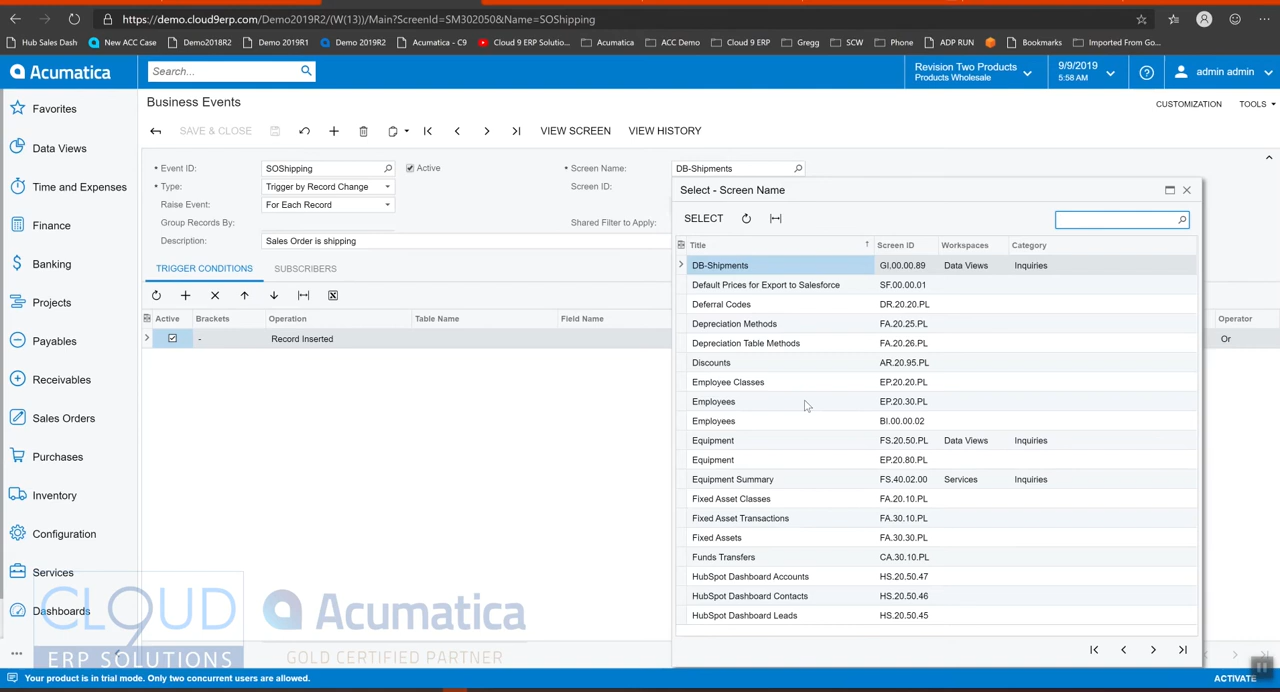 https://demo.cloud9erp.com/Demo2019R2/(W(13))/Main?ScreenId=SM302050&Name=SOShipping
Hub Sales Dash New ACC Case Demo2018R2 Demo 2019R1 Demo 2019R2 Acumatica - C9 Cloud 9 ERP Solutio... Acumatica ACC Demo Cloud 9 ERP Gregg SCW Phone ADP RUN Bookmarks Imported From Go...
Acumatica Search... Revision Two Products 9/9/2019 admin admin
Products Wholesale 5:58 AM
Favorites
Data Views
Time and Expenses
Finance
Banking
Projects
Payables
Receivables
Sales Orders
Purchases
Inventory
Configuration
Services
Dashboards
Business Events
CUSTOMIZATION TOOLS
SAVE & CLOSE VIEW SCREEN VIEW HISTORY
Event ID: SOShipping Active Screen Name: DB-Shipments
Type: Trigger by Record Change Screen ID:
Raise Event: For Each Record
Group Records By: Shared Filter to Apply:
Description: Sales Order is shipping
TRIGGER CONDITIONS SUBSCRIBERS
Active Brackets Operation Table Name Field Name Operator
- Record Inserted Or
Select - Screen Name
SELECT
Title Screen ID Workspaces Category
DB-Shipments GI.00.00.89 Data Views Inquiries
Default Prices for Export to Salesforce SF.00.00.01
Deferral Codes DR.20.20.PL
Depreciation Methods FA.20.25.PL
Depreciation Table Methods FA.20.26.PL
Discounts AR.20.95.PL
Employee Classes EP.20.20.PL
Employees EP.20.30.PL
Employees BI.00.00.02
Equipment FS.20.50.PL Data Views Inquiries
Equipment EP.20.80.PL
Equipment Summary FS.40.02.00 Services Inquiries
Fixed Asset Classes FA.20.10.PL
Fixed Asset Transactions FA.30.10.PL
Fixed Assets FA.30.30.PL
Funds Transfers CA.30.10.PL
HubSpot Dashboard Accounts HS.20.50.47
HubSpot Dashboard Contacts HS.20.50.46
HubSpot Dashboard Leads HS.20.50.45
CLOUD 9
ERP SOLUTIONS
Acumatica
GOLD CERTIFIED PARTNER
Your product is in trial mode. Only two concurrent users are allowed. ACTIVATE